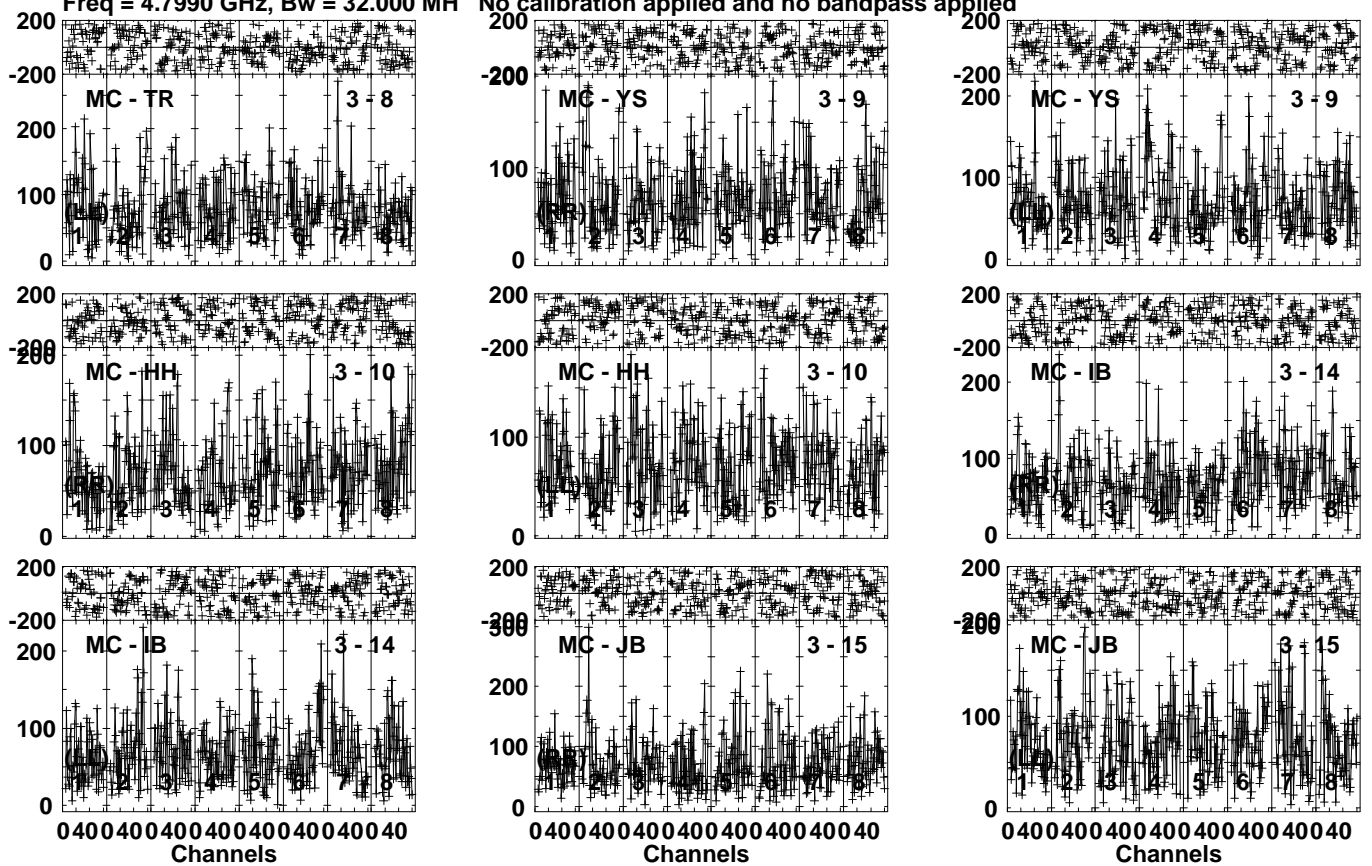 Freq = 4.7990 GHz, Bw = 32.000 MH No calibration applied and no bandpass applied
200 200 200
-200 200 -200
MC - TR 3 - 8 MC - YS 3 - 9 MC - YS 3 - 9
200 200
100 100 100
(LL) (RR) (LL)
1 2 3 4 5 6 7 8 1 2 3 4 5 6 7 8 1 2 3 4 5 6 7 8
0 0 0
200 200 200
-200 -200
200
MC - HH 3 - 10 MC - HH 3 - 10 MC - IB 3 - 14
200
100 100 100
(RR) (LL) (RR)
1 2 3 4 5 6 7 8 1 2 3 4 5 6 7 8 1 2 3 4 5 6 7 8
0 0 0
200 200 200
-200 300 -200
200
MC - IB 3 - 14 MC - JB 3 - 15 MC - JB 3 - 15
200 200
100 100 100
(LL) (RR) (LL)
1 2 3 4 5 6 7 8 1 2 3 4 5 6 7 8 1 2 3 4 5 6 7 8
0 0 0
0 40 0 40 0 40 0 40 0 40 0 40 0 40 0 40 0 40 0 40 0 40 0 40 0 40 0 40 0 40 0 40 0 40 0 40 0 40 0 40 0 40 0 40 0 40 0 40
Channels Channels Channels